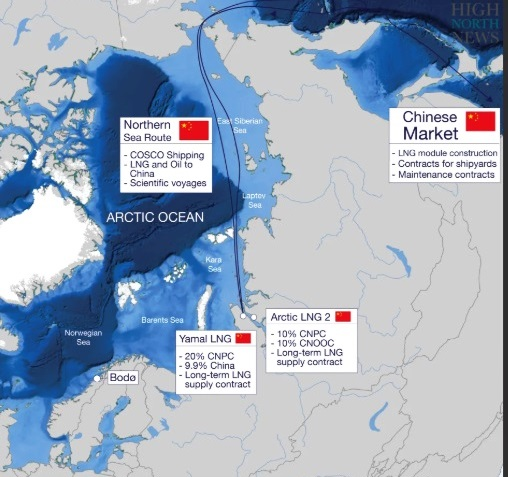 HIGH
NORTH
NEWS
East Siberian
Sea
Northern
Sea Route
- COSCO Shipping
- LNG and Oil to
China
- Scientific voyages
Chinese
Market
- LNG module construction
- Contracts for shipyards
- Maintenance contracts
Laptev
Sea
ARCTIC OCEAN
Kara
Sea
Barents Sea
Norwegian
Sea
Yamal LNG
- 20% CNPC
- 9.9% China
- Long-term LNG
supply contract
Arctic LNG 2
- 10% CNPC
- 10% CNOOC
- Long-term LNG
supply contract
Bodø